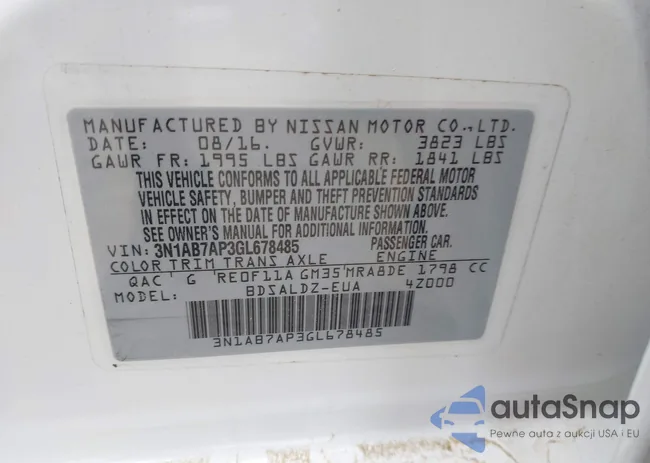 MANUFACTURED BY NISSAN MOTOR CO.,LTD.
DATE: 08/16. GVWR: 3823 LBS
GAWR FR: 1995 LBS GAWR RR: 1841 LBS
THIS VEHICLE CONFORMS TO ALL APPLICABLE FEDERAL MOTOR
VEHICLE SAFETY, BUMPER AND THEFT PREVENTION STANDARDS
IN EFFECT ON THE DATE OF MANUFACTURE SHOWN ABOVE.
SEE OWNER'S MANUAL FOR ADDITIONAL INFORMATION
VIN: 3N1AB7AP3GL678485 PASSENGER CAR.
COLOR TRIM TRANS AXLE ENGINE
QAC' G 'RE0F11A GM35'MRA8DE 1798 CC
MODEL: BDSALDZ-EUA 4Z000
3N1AB7AP3GL678485
autoSnap
Pewne auta z aukcji USA i EU